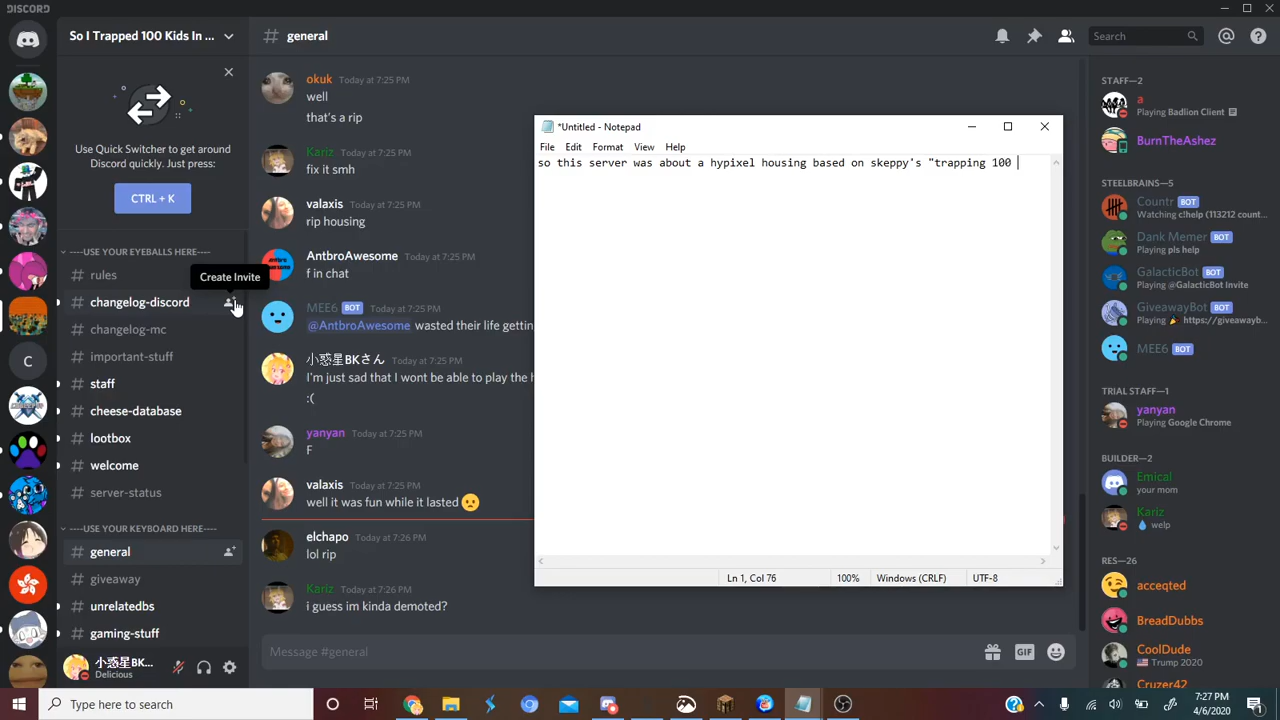 DISCORD
So I Trapped 100 Kids In ...
Use Quick Switcher to get around
Discord quickly. Just press:
CTRL + K
----USE YOUR EYEBALLS HERE----
# rules
Create Invite
# changelog-discord
# changelog-mc
# important-stuff
# staff
# cheese-database
# lootbox
# welcome
# server-status
----USE YOUR KEYBOARD HERE----
# general
# giveaway
# unrelatedbs
# gaming-stuff
C
小惑星BK...
Delicious
# general
Search
okuk Today at 7:25 PM
well
that's a rip
Kariz Today at 7:25 PM
fix it smh
valaxis Today at 7:25 PM
rip housing
AntbroAwesome Today at 7:25 PM
f in chat
MEE6 BOT Today at 7:25 PM
@AntbroAwesome wasted their life gettin
小惑星BKさん Today at 7:25 PM
I'm just sad that I wont be able to play the h
:(
yanyan Today at 7:25 PM
F
valaxis Today at 7:25 PM
well it was fun while it lasted
elchapo Today at 7:26 PM
lol rip
Kariz Today at 7:26 PM
i guess im kinda demoted?
Message #general
GIF
*Untitled - Notepad
File Edit Format View Help
so this server was about a hypixel housing based on skeppy's "trapping 100
Ln 1, Col 76 100% Windows (CRLF) UTF-8
STAFF—2
a
Playing Badlion Client
BurnTheAshez
STEELBRAINS—5
Countr BOT
Watching c!help (113212 count...
Dank Memer BOT
Playing pls help
GalacticBot BOT
Playing @GalacticBot Invite
GiveawayBot BOT
Playing 🎉 https://giveawayb...
MEE6 BOT
TRIAL STAFF—1
yanyan
Playing Google Chrome
BUILDER—2
Emical
your mom
Kariz
💧 welp
RES—26
acceqted
BreadDubbs
CoolDude
Trump 2020
Cruzer42
Type here to search
7:27 PM
4/6/2020